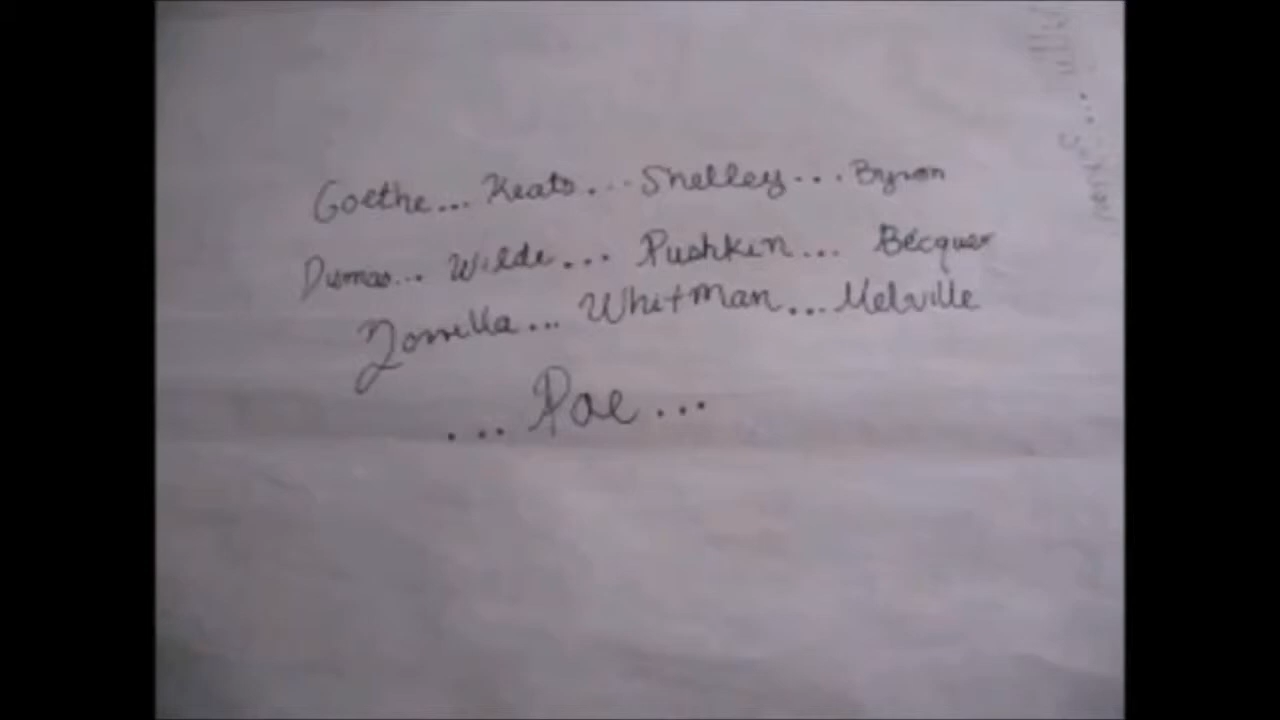 Goethe... Keats... Shelley... Byron
Dumas... Wilde... Pushkin... Bécquer
Zorrilla... Whitman... Melville
... Poe ...